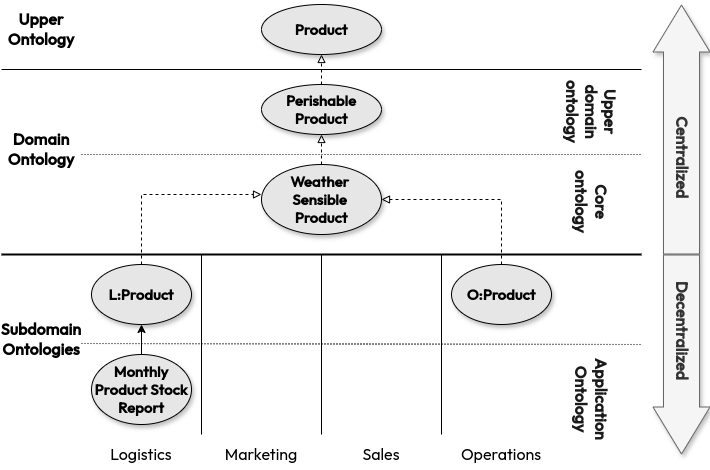 Upper
Ontology
Product
Perishable
Product
Upper
domain
ontology
Domain
Ontology
Weather
Sensible
Product
Core
ontology
Centralized
L:Product
O:Product
Subdomain
Ontologies
Decentralized
Monthly
Product Stock
Report
Application
Ontology
Logistics
Marketing
Sales
Operations